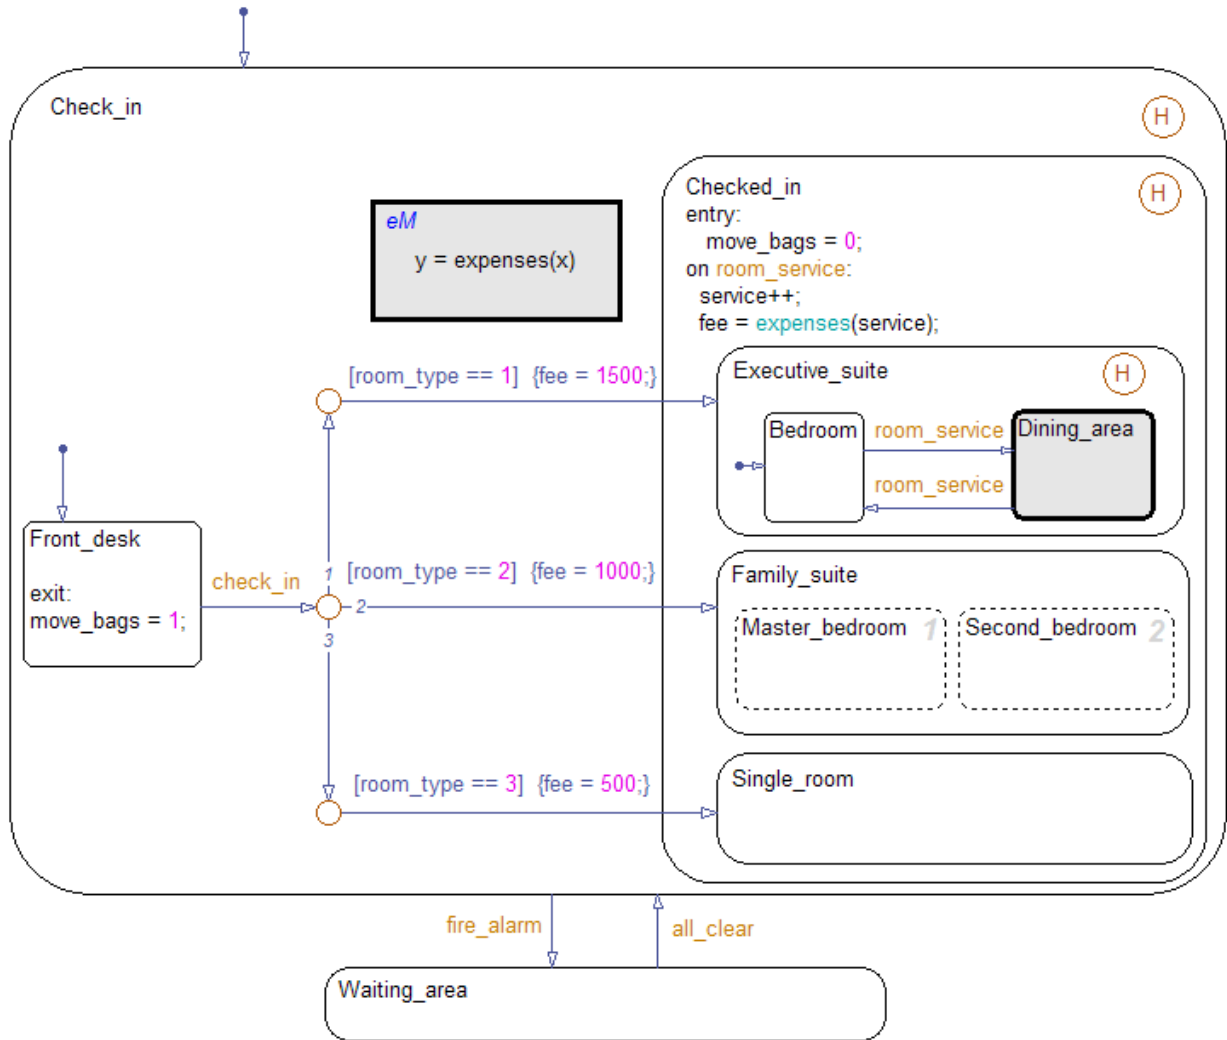 Check_in
H
Checked_in
H
entry:
move_bags = 0;
on room_service:
service++;
fee = expenses(service);
eM
y = expenses(x)
[room_type == 1] {fee = 1500;}
Executive_suite
H
Bedroom
room_service
Dining_area
room_service
Front_desk
exit:
move_bags = 1;
check_in
1
2
3
[room_type == 2] {fee = 1000;}
Family_suite
Master_bedroom 1
Second_bedroom 2
[room_type == 3] {fee = 500;}
Single_room
fire_alarm
all_clear
Waiting_area